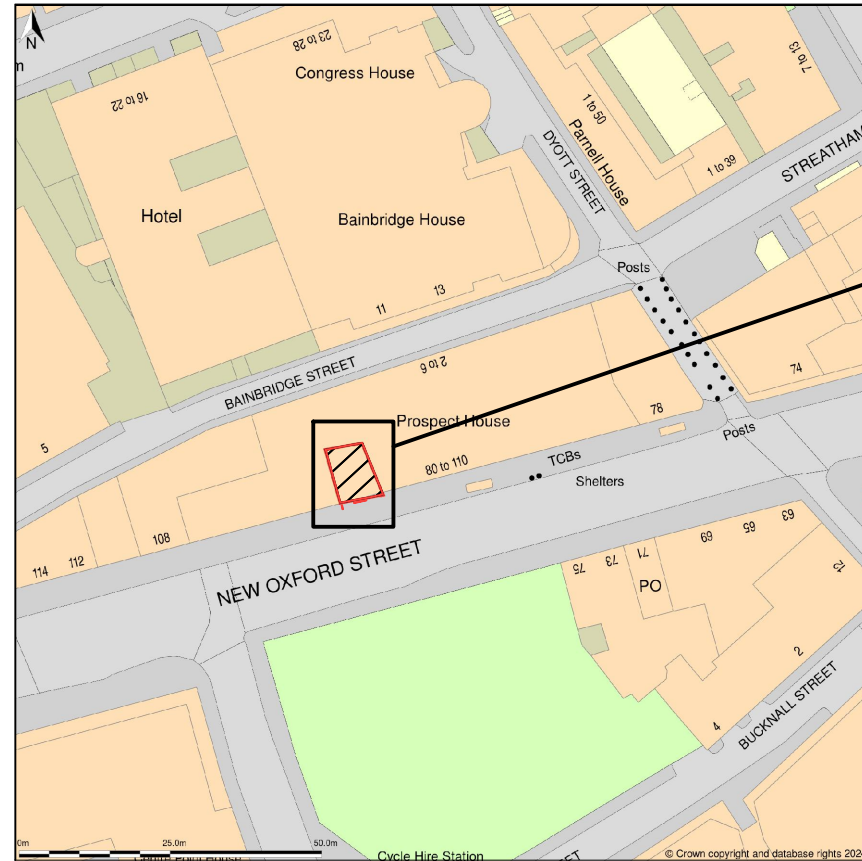 N
23 to 28
Congress House
16 to 22
1 to 50
Parnell House
7 to 13
DYOTT STREET
1 to 39
STREATHAM
Hotel
Bainbridge House
Posts
13
11
BAINBRIDGE STREET
2 to 6
74
5
Prospect House
78
Posts
80 to 110
TCBs
Shelters
108
112
114
NEW OXFORD STREET
63
65
69
71
73
75
12
PO
2
4
BUCKNALL STREET
0m
25.0m
50.0m
Cycle Hire Station
© Crown copyright and database rights 202